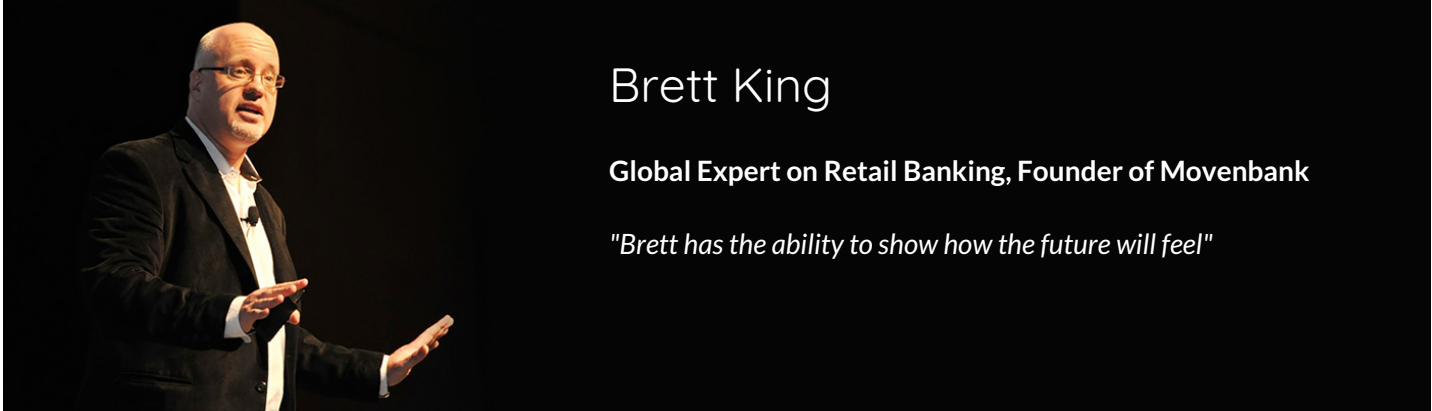 Brett King
Global Expert on Retail Banking, Founder of Movenbank
"Brett has the ability to show how the future will feel"